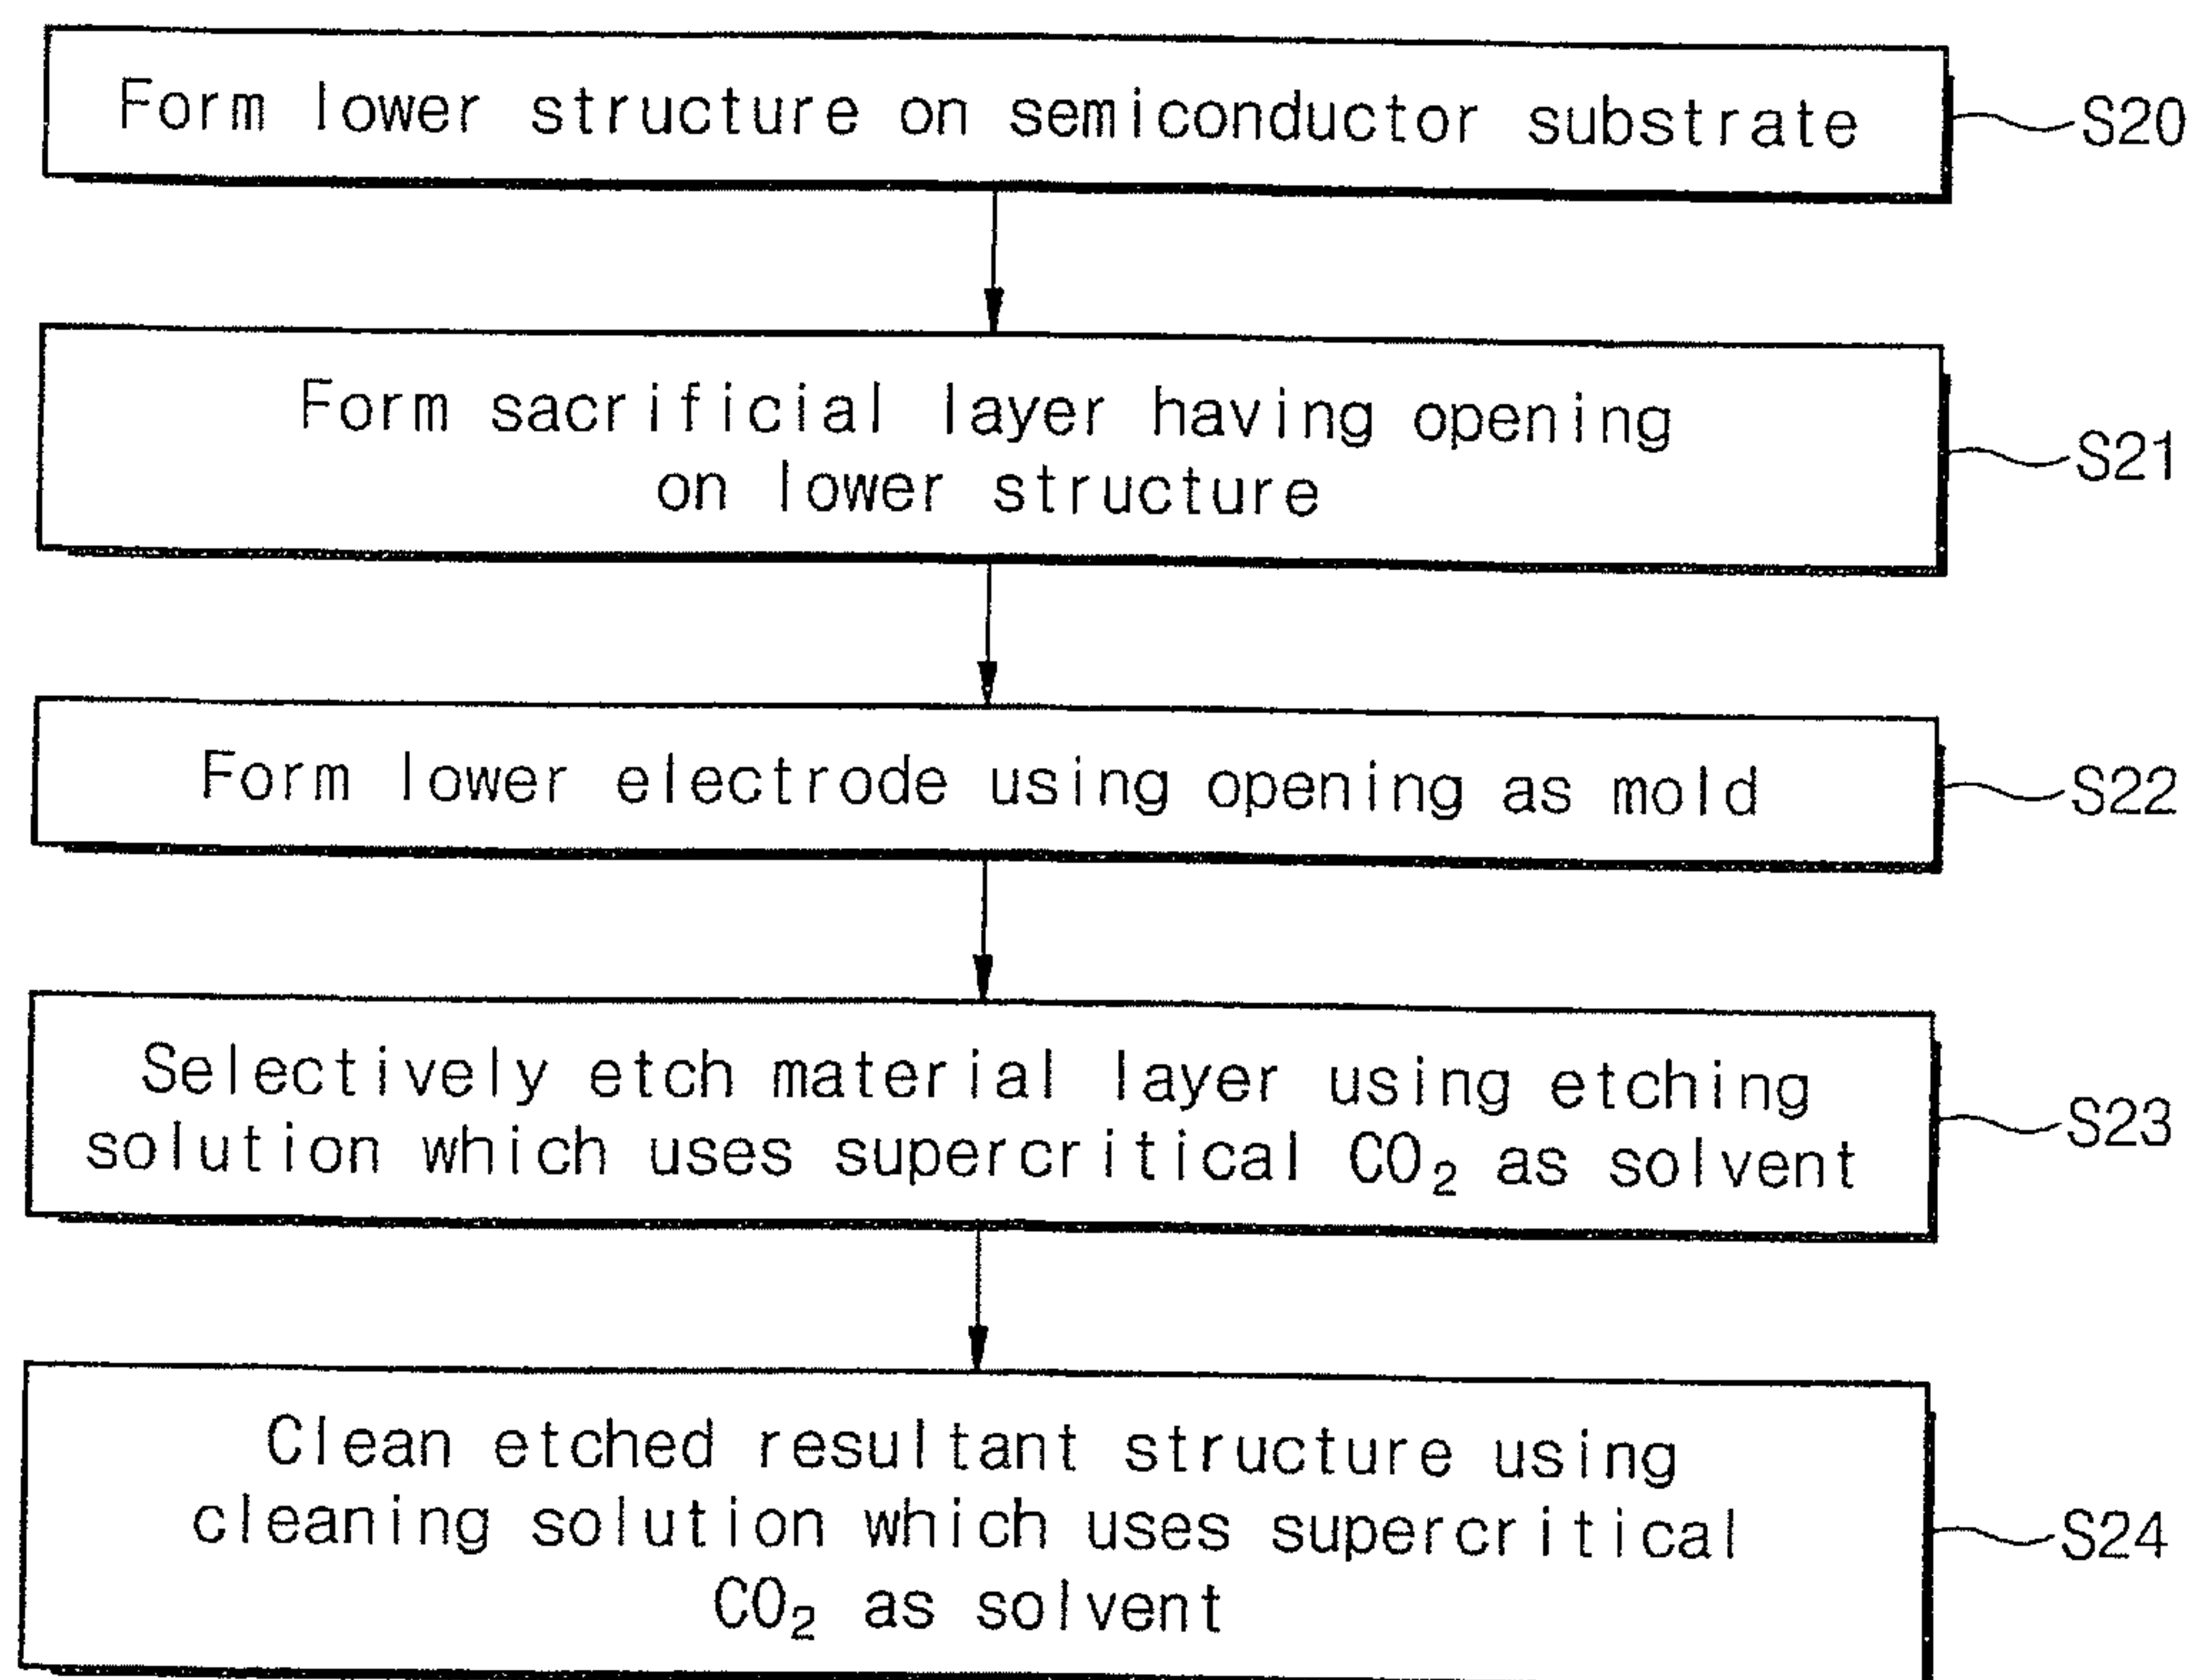 Form lower structure on semiconductor substrate
S20
Form sacrificial layer having opening
on lower structure
S21
Form lower electrode using opening as mold
S22
Selectively etch material layer using etching
solution which uses supercritical CO₂ as solvent
S23
Clean etched resultant structure using
cleaning solution which uses supercritical
CO₂ as solvent
S24